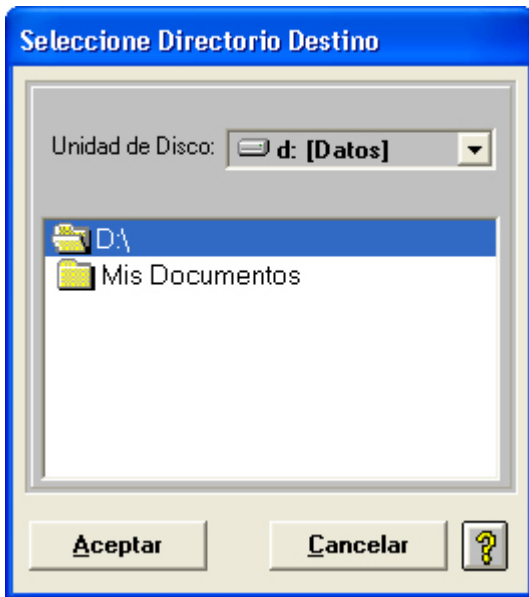 Seleccione Directorio Destino
Unidad de Disco: d: [Datos]
D:\
Mis Documentos
Aceptar Cancelar ?